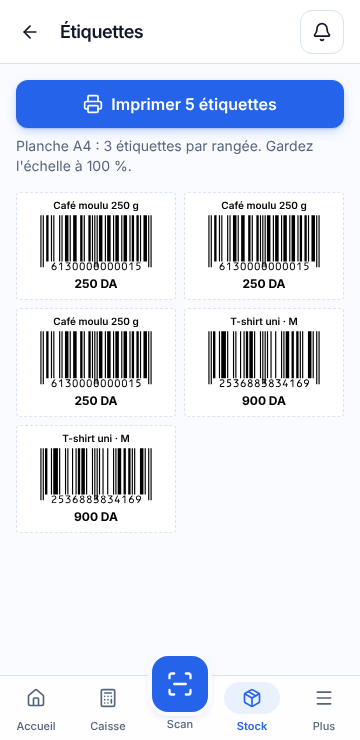 Étiquettes
Imprimer 5 étiquettes
Planche A4 : 3 étiquettes par rangée. Gardez
l'échelle à 100 %.
Café moulu 250 g
6130000000015
250 DA
Café moulu 250 g
6130000000015
250 DA
Café moulu 250 g
6130000000015
250 DA
T-shirt uni · M
2536885834169
900 DA
T-shirt uni · M
2536885834169
900 DA
Accueil
Caisse
Scan
Stock
Plus